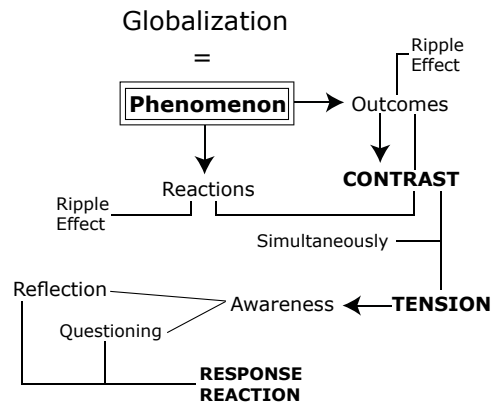 Globalization
=
Phenomenon
Ripple
Effect
Outcomes
CONTRAST
Reactions
Ripple
Effect
Simultaneously
Reflection
Awareness
TENSION
Questioning
RESPONSE
REACTION